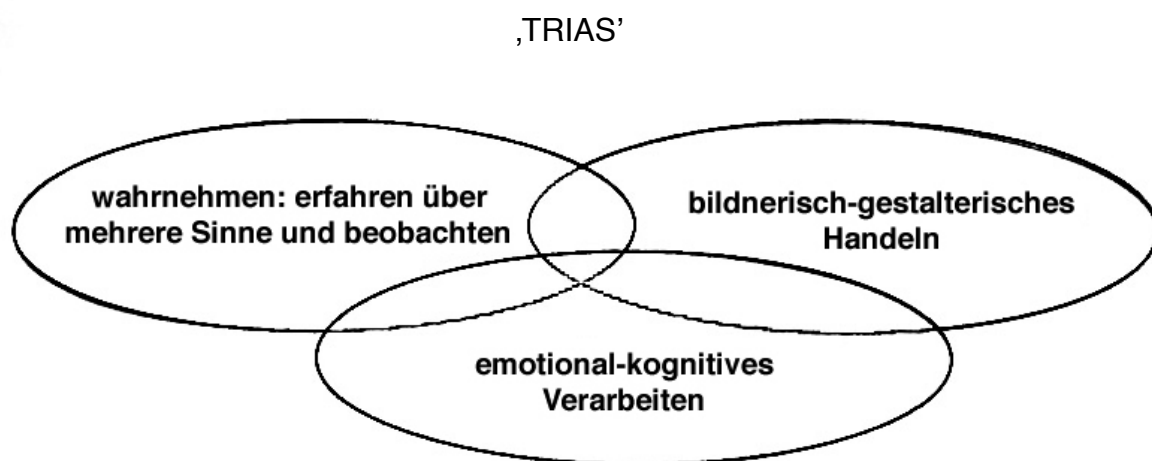 ‚TRIAS’
wahrnehmen: erfahren über
mehrere Sinne und beobachten
bildnerisch-gestalterisches
Handeln
emotional-kognitives
Verarbeiten